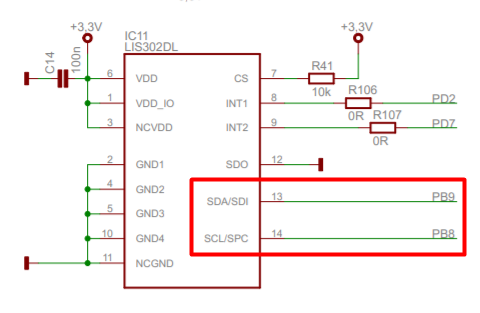 +3,3V
IC11
LIS302DL
+3,3V
C14
100n
R41
10k
6 VDD CS 7
1 VDD_IO INT1 8 R106 0R PD2
3 NCVDD INT2 9 R107 0R PD7
2 GND1 SDO 12
4 GND2
5 GND3 SDA/SDI 13 PB9
10 GND4 SCL/SPC 14 PB8
11 NCGND